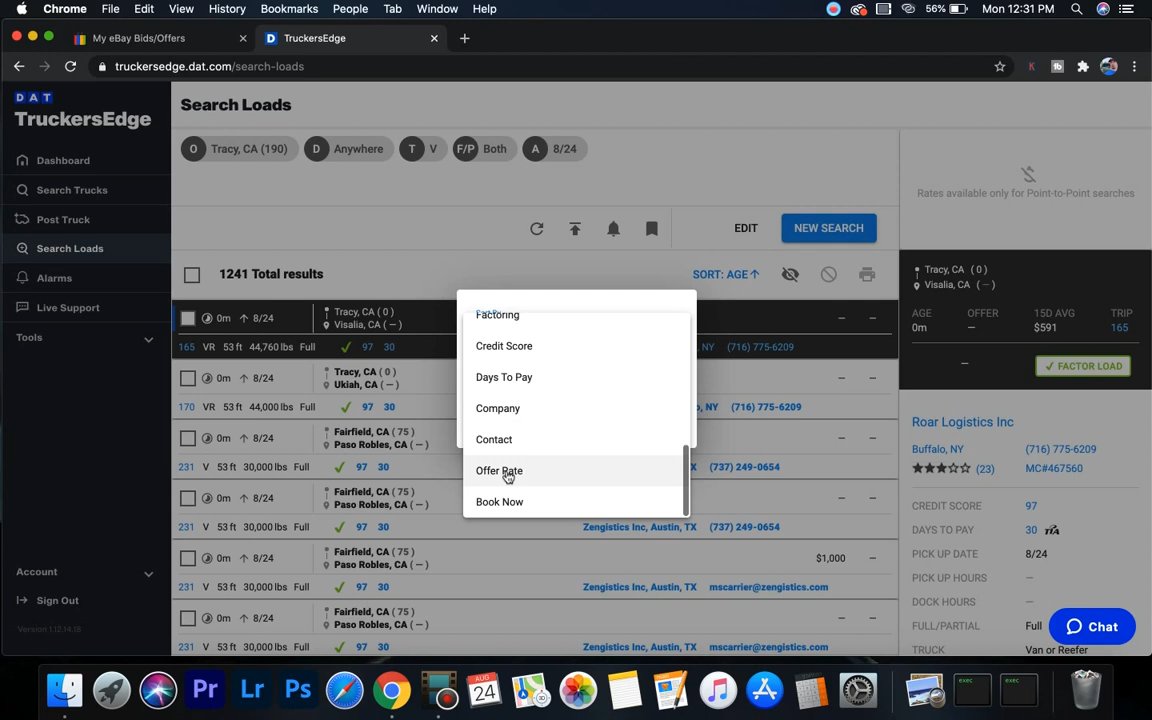 Chrome File Edit View History Bookmarks People Tab Window Help 56% Mon 12:31 PM
My eBay Bids/Offers TruckersEdge
truckersedge.dat.com/search-loads
DAT
TruckersEdge
Dashboard
Search Trucks
Post Truck
Search Loads
Alarms
Live Support
Tools
Account
Sign Out
Version 1.12.14.18
Search Loads
O Tracy, CA (190) D Anywhere T V F/P Both A 8/24
EDIT NEW SEARCH
1241 Total results SORT: AGE
0m 8/24 Tracy, CA ( 0 ) – –
Visalia, CA ( – )
165 VR 53 ft 44,760 lbs Full 97 30 NY (716) 775-6209
0m 8/24 Tracy, CA ( 0 ) – –
Ukiah, CA ( – )
170 VR 53 ft 44,000 lbs Full 97 30 , NY (716) 775-6209
0m 8/24 Fairfield, CA ( 75 ) – –
Paso Robles, CA ( – )
231 V 53 ft 30,000 lbs Full 97 30 X (737) 249-0654
0m 8/24 Fairfield, CA ( 75 ) – –
Paso Robles, CA ( – )
231 V 53 ft 30,000 lbs Full 97 30 Zengistics Inc, Austin, TX (737) 249-0654
0m 8/24 Fairfield, CA ( 75 ) $1,000 –
Paso Robles, CA ( – )
231 V 53 ft 30,000 lbs Full 97 30 Zengistics Inc, Austin, TX mscarrier@zengistics.com
0m 8/24 Fairfield, CA ( 75 ) – –
Paso Robles, CA ( – )
231 V 53 ft 30,000 lbs Full 97 30 Zengistics Inc, Austin, TX mscarrier@zengistics.com
Factoring
Credit Score
Days To Pay
Company
Contact
Offer Rate
Book Now
Rates available only for Point-to-Point searches
Tracy, CA ( 0 )
Visalia, CA ( – )
AGE OFFER 15D AVG TRIP
0m – $591 165
– FACTOR LOAD
Roar Logistics Inc
Buffalo, NY (716) 775-6209
(23) MC#467560
CREDIT SCORE 97
DAYS TO PAY 30 TIA
PICK UP DATE 8/24
PICK UP HOURS –
DOCK HOURS –
FULL/PARTIAL Full
TRUCK Van or Reefer
Chat
Pr Lr Ps AUG 24 exec exec